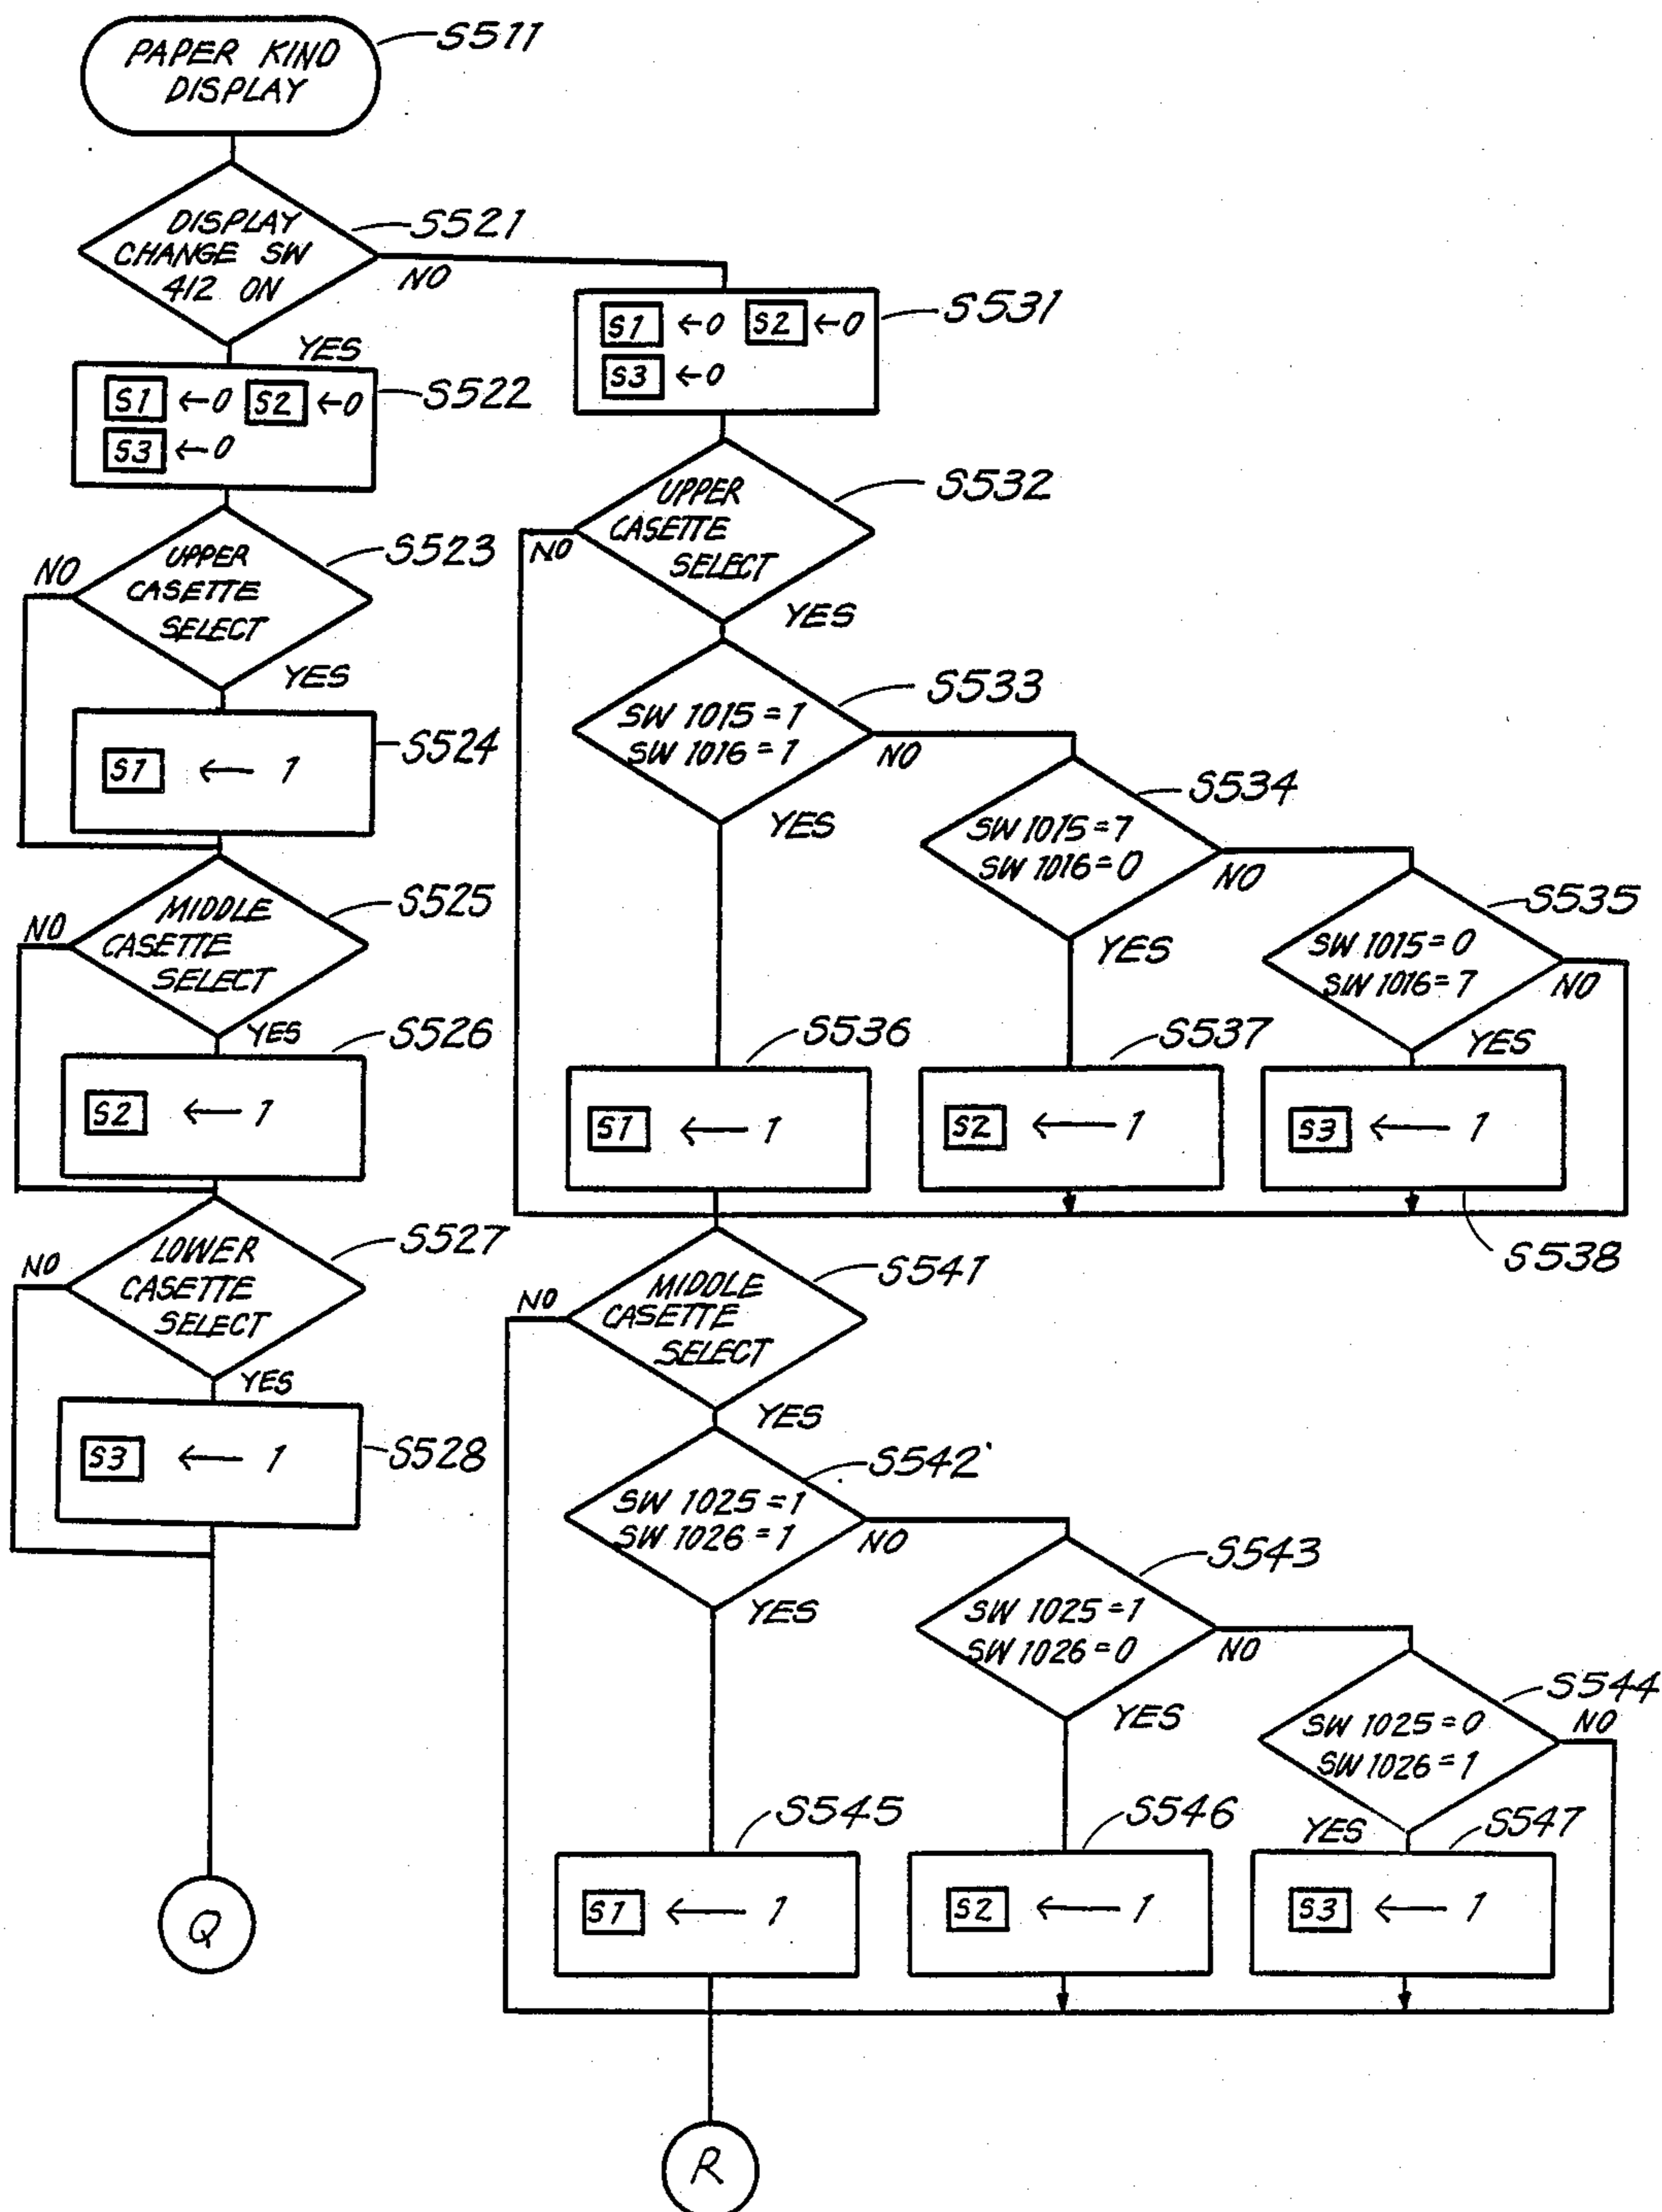 PAPER KIND
DISPLAY
S511
DISPLAY
CHANGE SW
412 ON
S521
NO
YES
S1 ←0 S2 ←0
S3 ←0
S522
UPPER
CASETTE
SELECT
S523
NO
YES
S1 ← 1
S524
MIDDLE
CASETTE
SELECT
S525
NO
YES
S2 ← 1
S526
LOWER
CASETTE
SELECT
S527
NO
YES
S3 ← 1
S528
Q
S1 ←0 S2 ←0
S3 ←0
S531
UPPER
CASETTE
SELECT
S532
NO
YES
SW 1015 = 1
SW 1016 = 1
S533
NO
YES
SW 1015 = 1
SW 1016 = 0
S534
NO
YES
SW 1015 = 0
SW 1016 = 1
S535
NO
YES
S1 ← 1
S536
S2 ← 1
S537
S3 ← 1
S538
MIDDLE
CASETTE
SELECT
S541
NO
YES
SW 1025 = 1
SW 1026 = 1
S542
NO
YES
SW 1025 = 1
SW 1026 = 0
S543
NO
YES
SW 1025 = 0
SW 1026 = 1
S544
NO
YES
S1 ← 1
S545
S2 ← 1
S546
S3 ← 1
S547
R